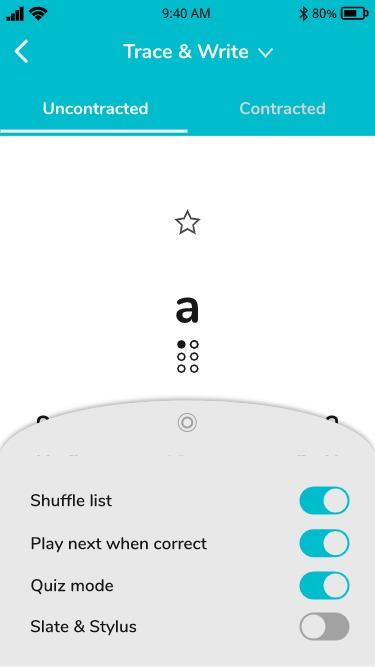 9:40 AM
80%
Trace & Write
Uncontracted
Contracted
a
Shuffle list
Play next when correct
Quiz mode
Slate & Stylus